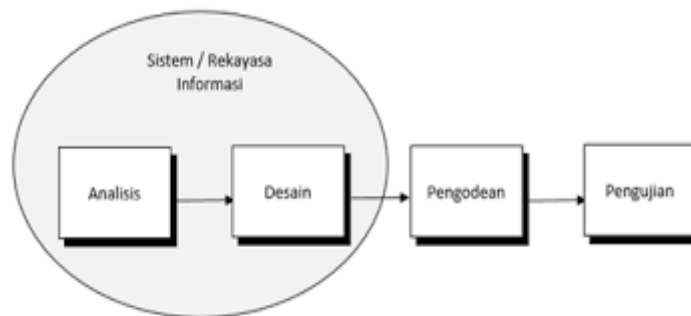 Sistem / Rekayasa
Informasi
Analisis
Desain
Pengodean
Pengujian